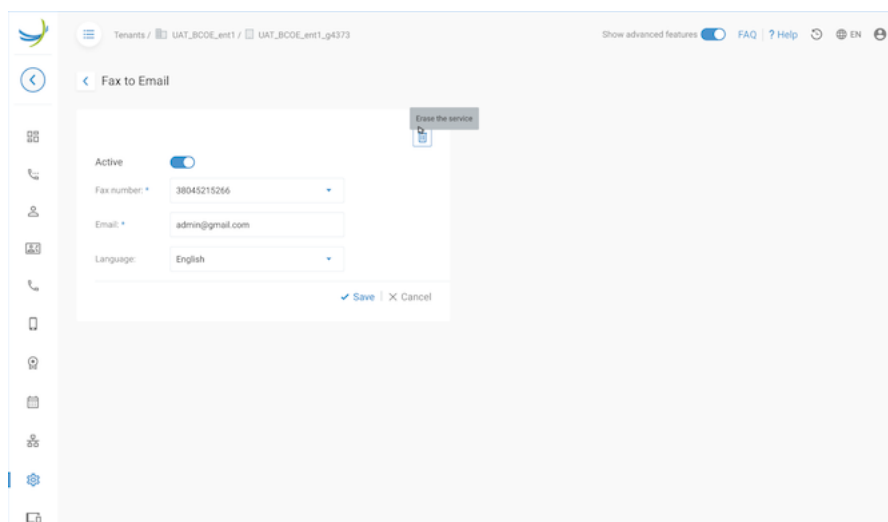 Tenants / UAT_BCOE_ent1 / UAT_BCOE_ent1_g4373
Show advanced features FAQ ? Help EN
Fax to Email
Erase the service
Active
Fax number: * 38045215266
Email: * admin@gmail.com
Language: English
Save Cancel